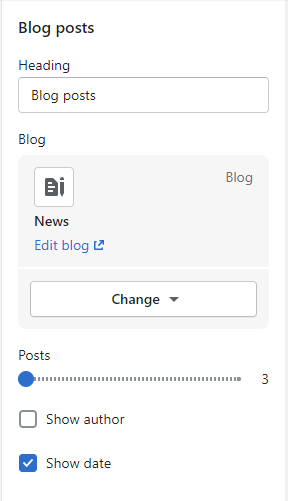 Blog posts
Heading
Blog posts
Blog
Blog
News
Edit blog
Change
Posts
3
Show author
Show date